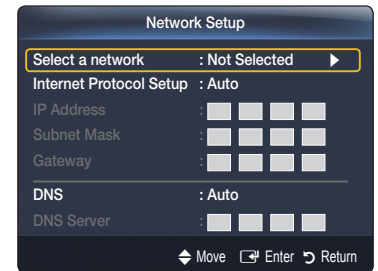 Network Setup
Select a network : Not Selected ▶
Internet Protocol Setup : Auto
IP Address :
Subnet Mask :
Gateway :
DNS : Auto
DNS Server :
Move Enter Return